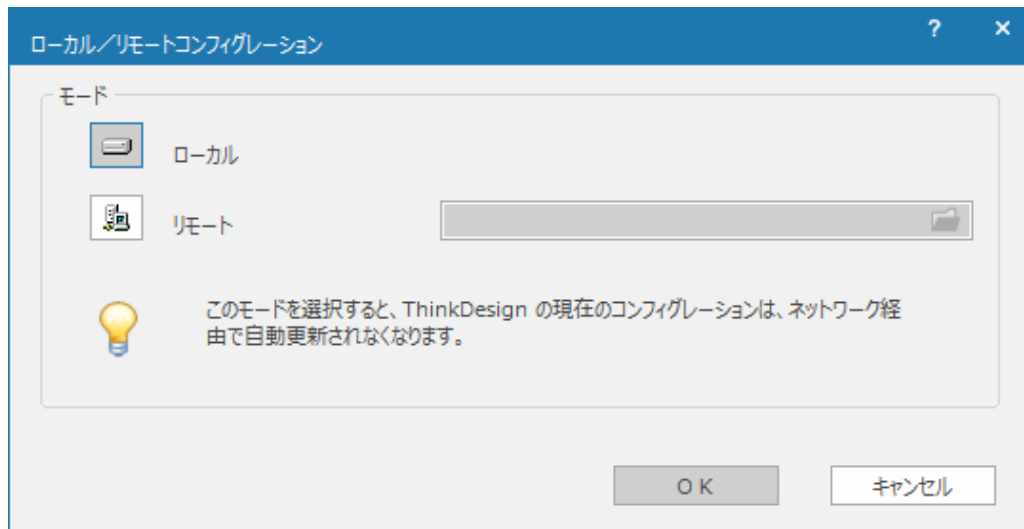 ローカル／リモートコンフィグレーション
? ×
モード
ローカル
リモート
このモードを選択すると、ThinkDesign の現在のコンフィグレーションは、ネットワーク経
由で自動更新されなくなります。
OK キャンセル